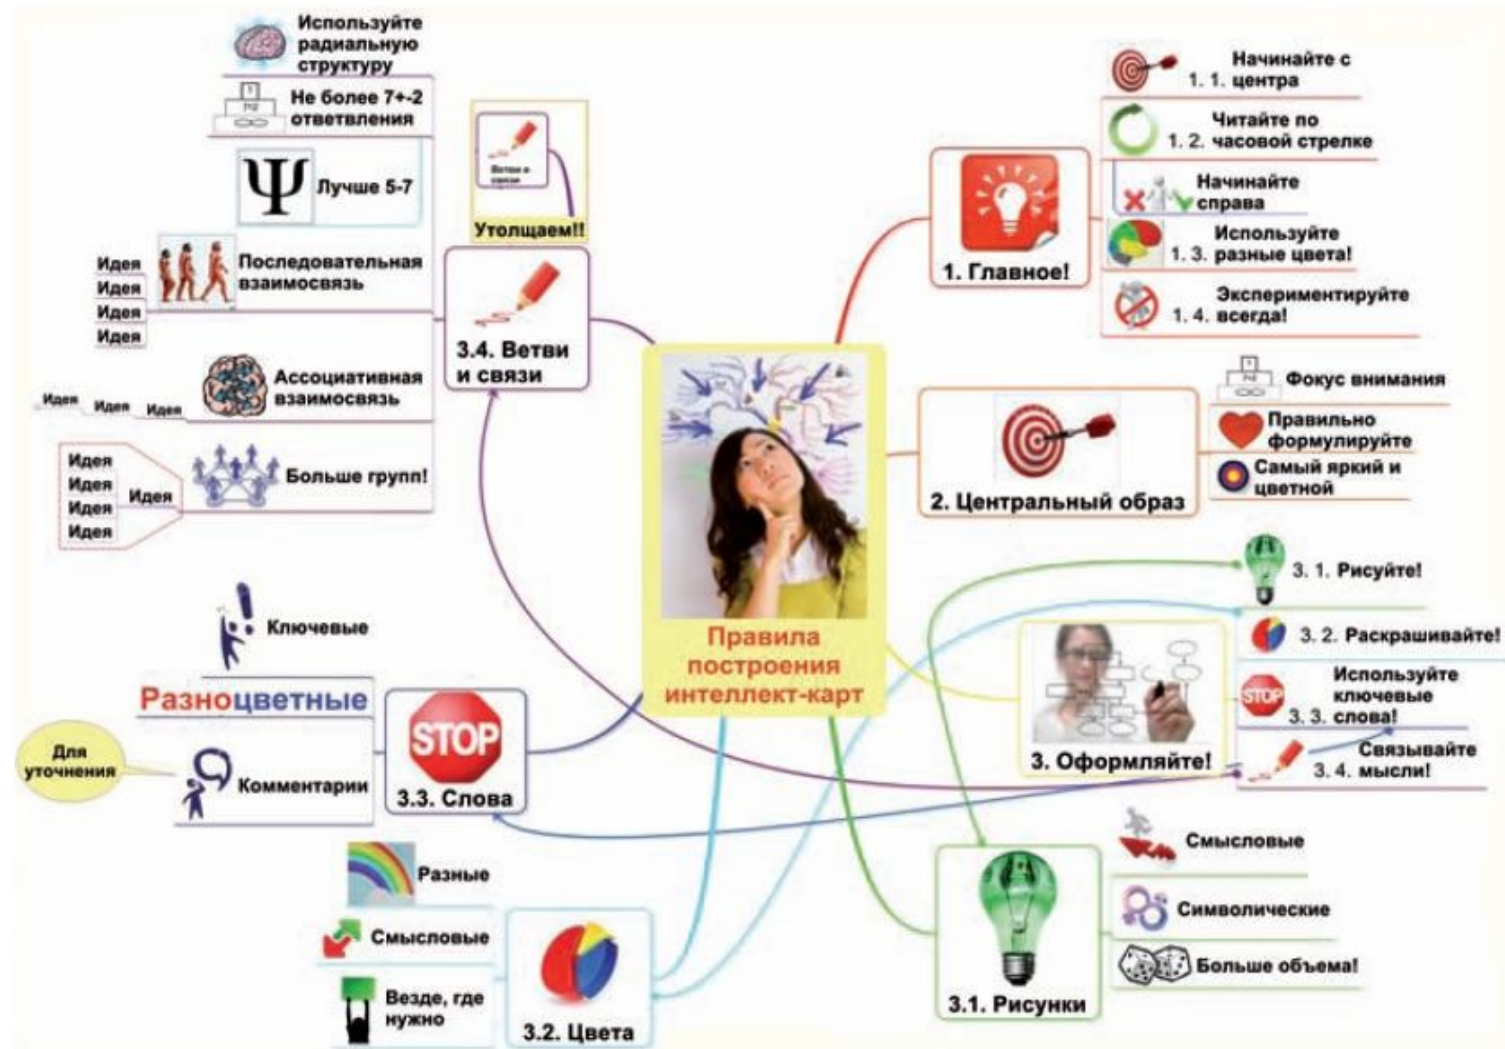 Правила
построения
интеллект-карт
1. Главное!
Начинайте с
1. 1. центра
Читайте по
1. 2. часовой стрелке
Начинайте
справа
Используйте
1. 3. разные цвета!
Экспериментируйте
1. 4. всегда!
2. Центральный образ
Фокус внимания
Правильно
формулируйте
Самый яркий и
цветной
3. Оформляйте!
3. 1. Рисуйте!
3. 2. Раскрашивайте!
STOP
Используйте
ключевые
3. 3. слова!
Связывайте
3. 4. мысли!
3.1. Рисунки
Смысловые
Символические
Больше объема!
3.2. Цвета
Разные
Смысловые
Везде, где
нужно
STOP
3.3. Слова
Ключевые
Разноцветные
Комментарии
Для
уточнения
3.4. Ветви
и связи
Ветви и
связи
Утолщаем!!
Используйте
радиальную
структуру
Не более 7+-2
ответвления
Ψ
Лучше 5-7
Последовательная
взаимосвязь
Идея
Идея
Идея
Идея
Ассоциативная
взаимосвязь
Идея
Идея
Идея
Больше групп!
Идея
Идея
Идея
Идея
Идея